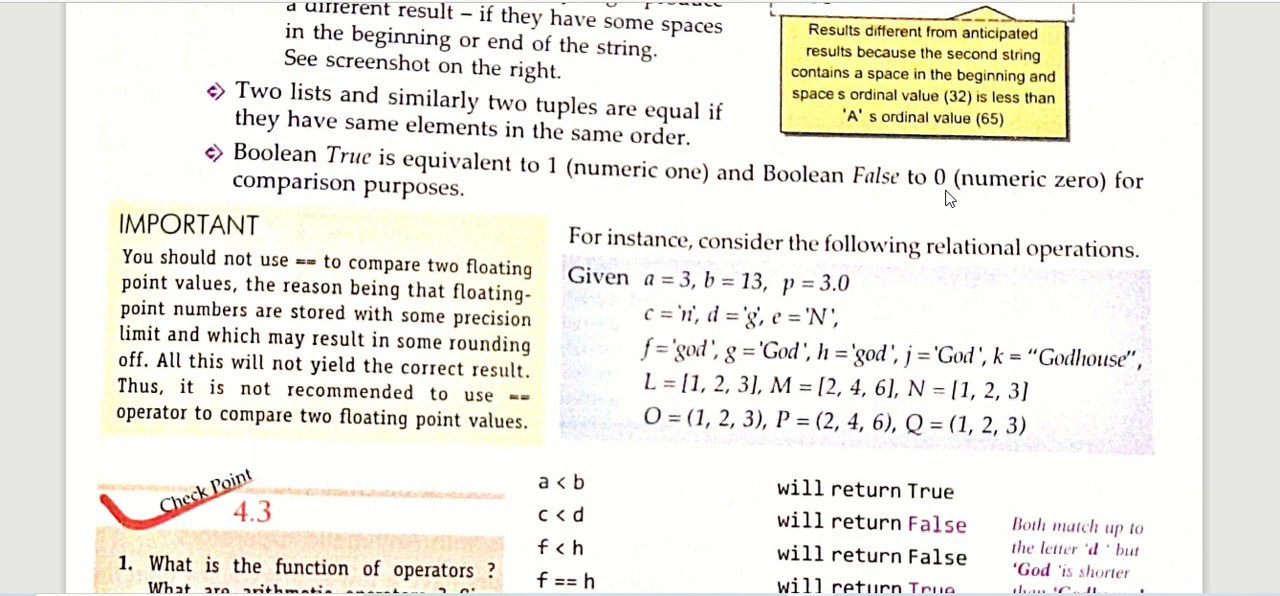 a different result – if they have some spaces
in the beginning or end of the string.
See screenshot on the right.
Results different from anticipated
results because the second string
contains a space in the beginning and
space s ordinal value (32) is less than
'A' s ordinal value (65)
Two lists and similarly two tuples are equal if
they have same elements in the same order.
Boolean True is equivalent to 1 (numeric one) and Boolean False to 0 (numeric zero) for
comparison purposes.
IMPORTANT
You should not use == to compare two floating
point values, the reason being that floating-
point numbers are stored with some precision
limit and which may result in some rounding
off. All this will not yield the correct result.
Thus, it is not recommended to use ==
operator to compare two floating point values.
For instance, consider the following relational operations.
Given a = 3, b = 13, p = 3.0
c = 'n', d = 'g', e = 'N',
f = 'god', g = 'God', h = 'god', j = 'God', k = "Godhouse",
L = [1, 2, 3], M = [2, 4, 6], N = [1, 2, 3]
O = (1, 2, 3), P = (2, 4, 6), Q = (1, 2, 3)
Check Point
4.3
1. What is the function of operators ?
What are arithmetic
a < b will return True
c < d will return False
f < h will return False
f == h will return True
Both match up to
the letter 'd ' but
'God 'is shorter